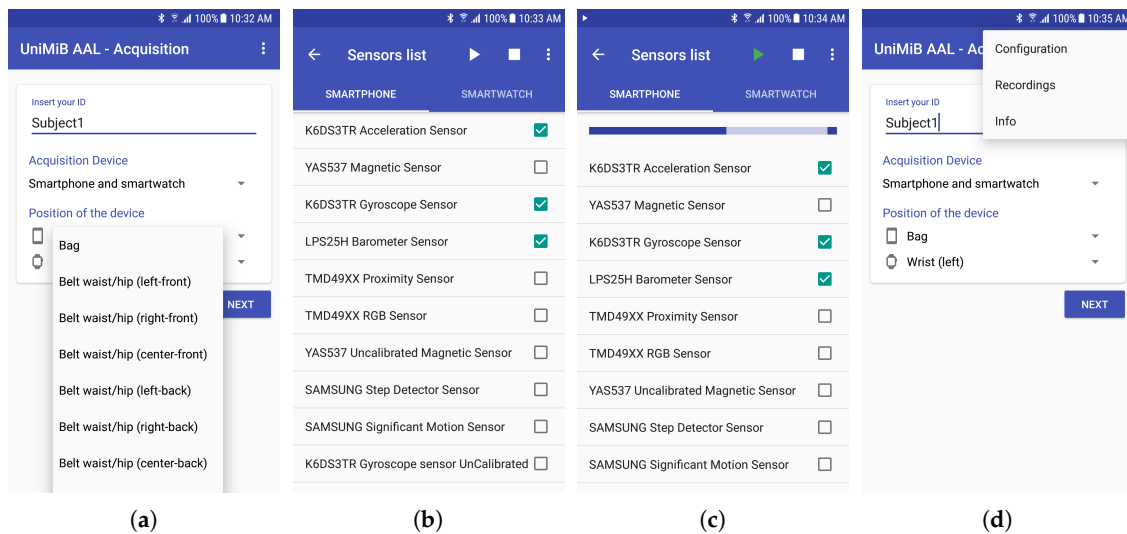 100% 10:32 AM
UniMiB AAL - Acquisition
Insert your ID
Subject1
Acquisition Device
Smartphone and smartwatch
Position of the device
Bag
Belt waist/hip (left-front)
NEXT
Belt waist/hip (right-front)
Belt waist/hip (center-front)
Belt waist/hip (left-back)
Belt waist/hip (right-back)
Belt waist/hip (center-back)
(a)
100% 10:33 AM
Sensors list
SMARTPHONE SMARTWATCH
K6DS3TR Acceleration Sensor
YAS537 Magnetic Sensor
K6DS3TR Gyroscope Sensor
LPS25H Barometer Sensor
TMD49XX Proximity Sensor
TMD49XX RGB Sensor
YAS537 Uncalibrated Magnetic Sensor
SAMSUNG Step Detector Sensor
SAMSUNG Significant Motion Sensor
K6DS3TR Gyroscope sensor UnCalibrated
(b)
100% 10:34 AM
Sensors list
SMARTPHONE SMARTWATCH
K6DS3TR Acceleration Sensor
YAS537 Magnetic Sensor
K6DS3TR Gyroscope Sensor
LPS25H Barometer Sensor
TMD49XX Proximity Sensor
TMD49XX RGB Sensor
YAS537 Uncalibrated Magnetic Sensor
SAMSUNG Step Detector Sensor
SAMSUNG Significant Motion Sensor
(c)
100% 10:35 AM
UniMiB AAL - Ac
Configuration
Recordings
Info
Insert your ID
Subject1
Acquisition Device
Smartphone and smartwatch
Position of the device
Bag
Wrist (left)
NEXT
(d)